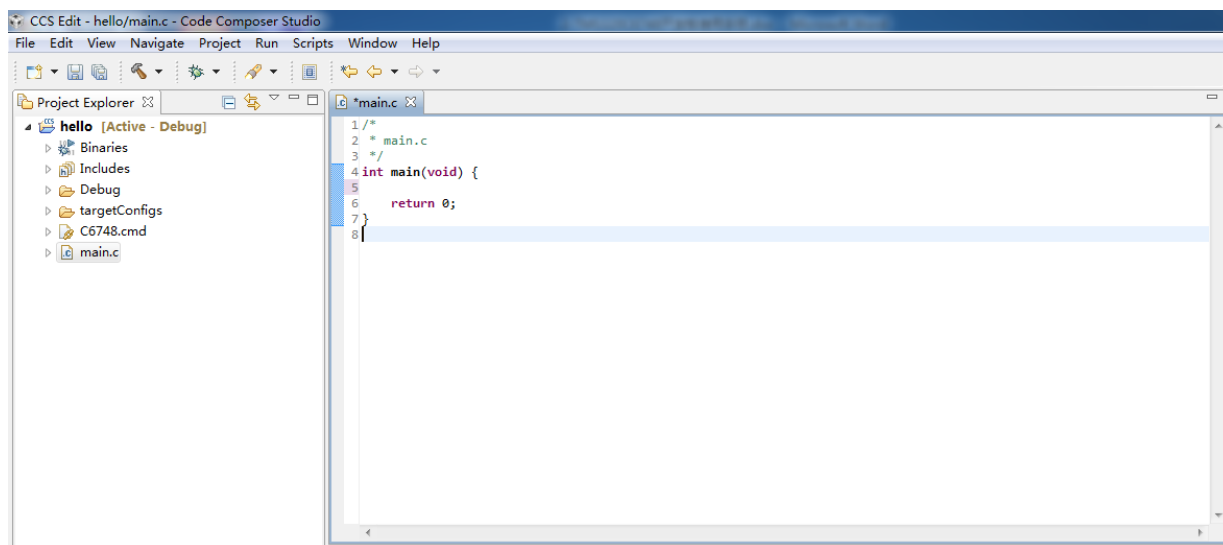 CCS Edit - hello/main.c - Code Composer Studio
File Edit View Navigate Project Run Scripts Window Help
Project Explorer
hello [Active - Debug]
Binaries
Includes
Debug
targetConfigs
C6748.cmd
main.c
*main.c
1 /*
2 * main.c
3 */
4 int main(void) {
5
6 return 0;
7 }
8